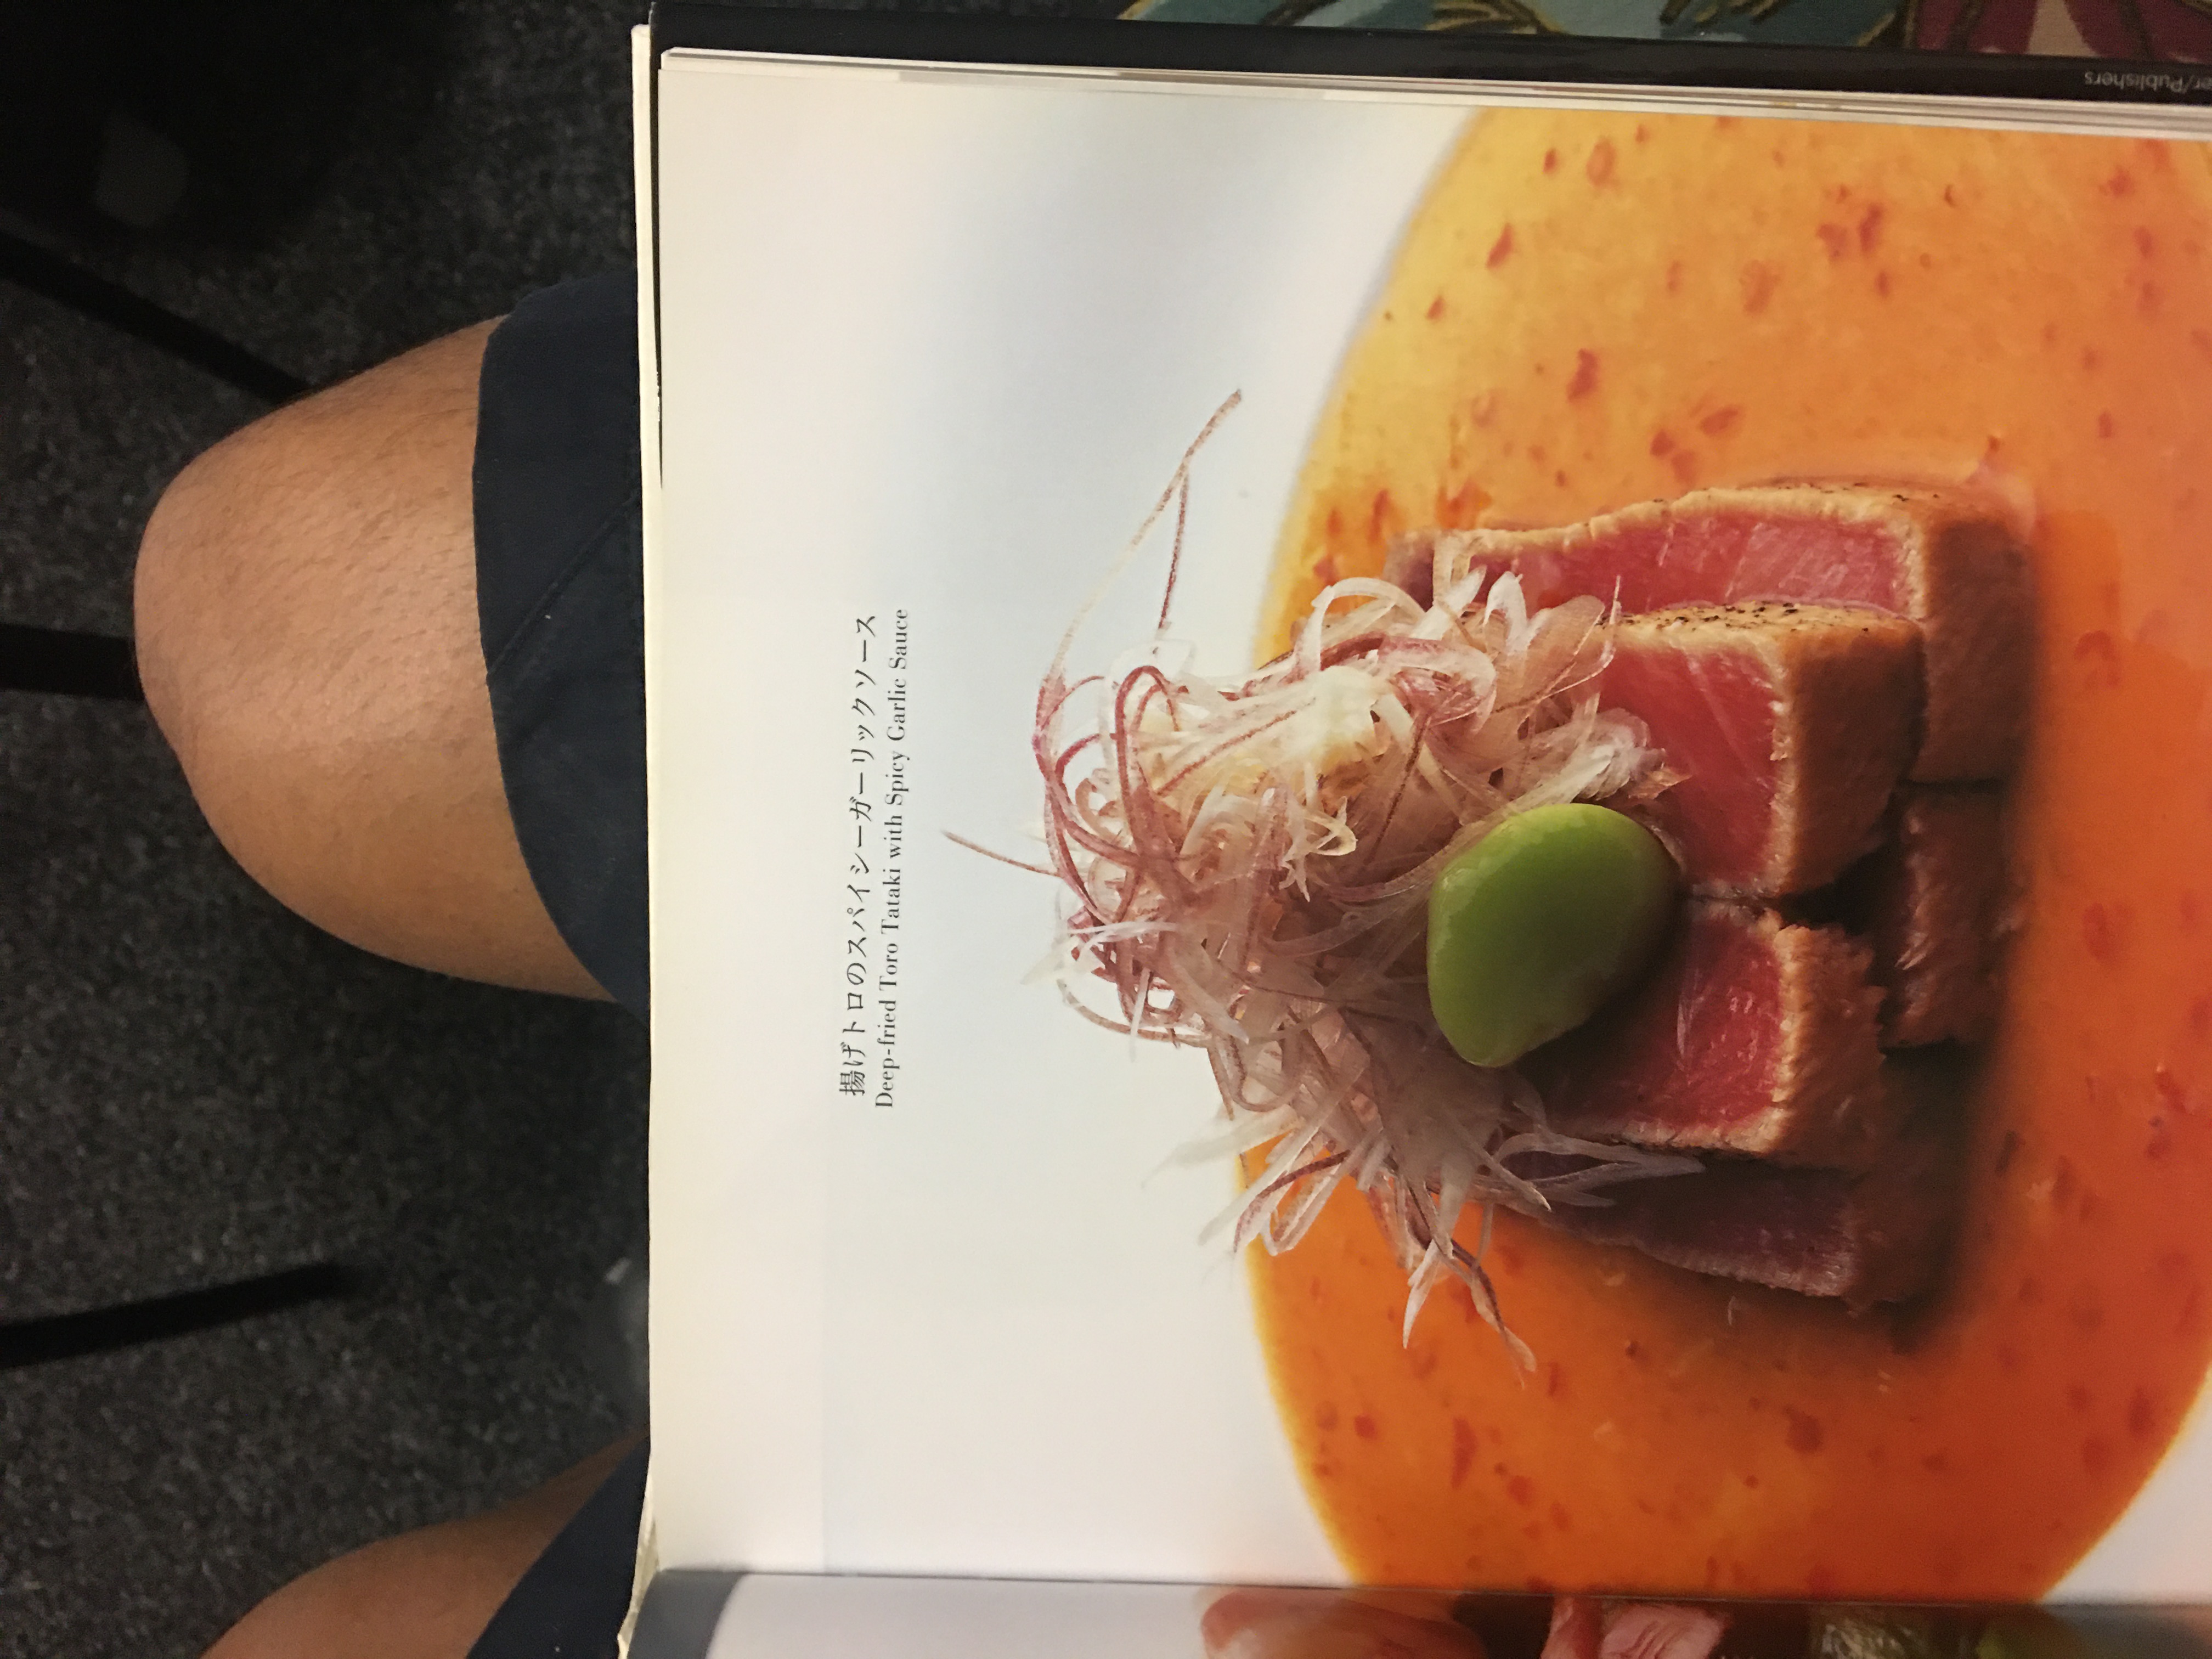 揚げトロのスパイシーガーリックソース
Deep-fried Toro Tataki with Spicy Garlic Sauce
/Publishers